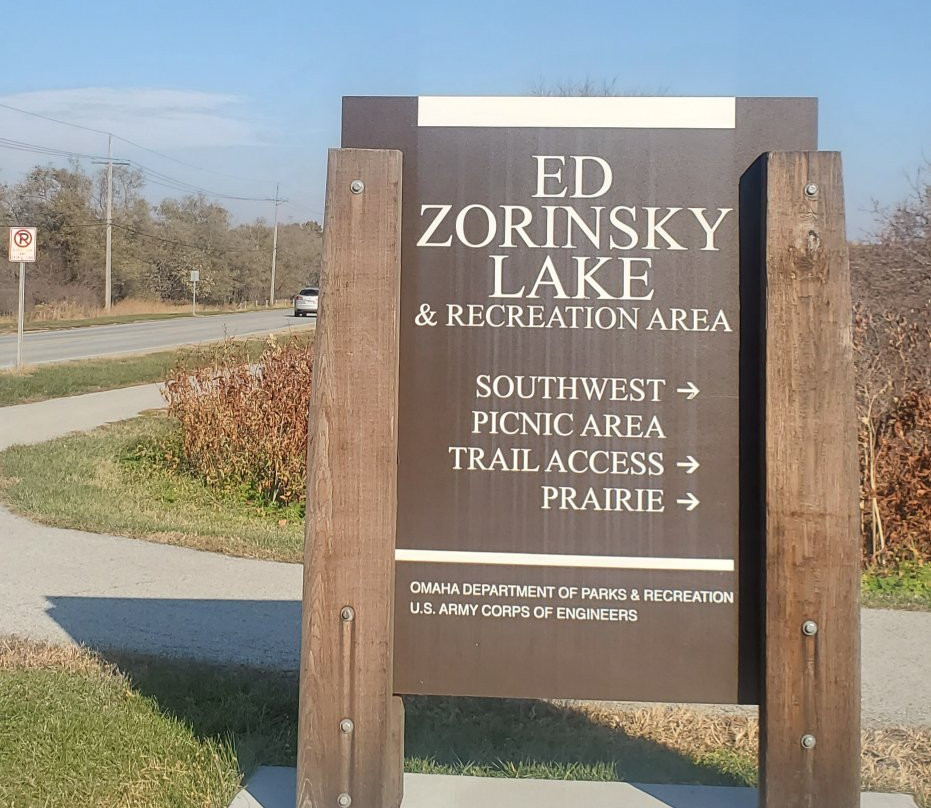 ED
ZORINSKY
LAKE
& RECREATION AREA
SOUTHWEST →
PICNIC AREA
TRAIL ACCESS →
PRAIRIE →
OMAHA DEPARTMENT OF PARKS & RECREATION
U.S. ARMY CORPS OF ENGINEERS